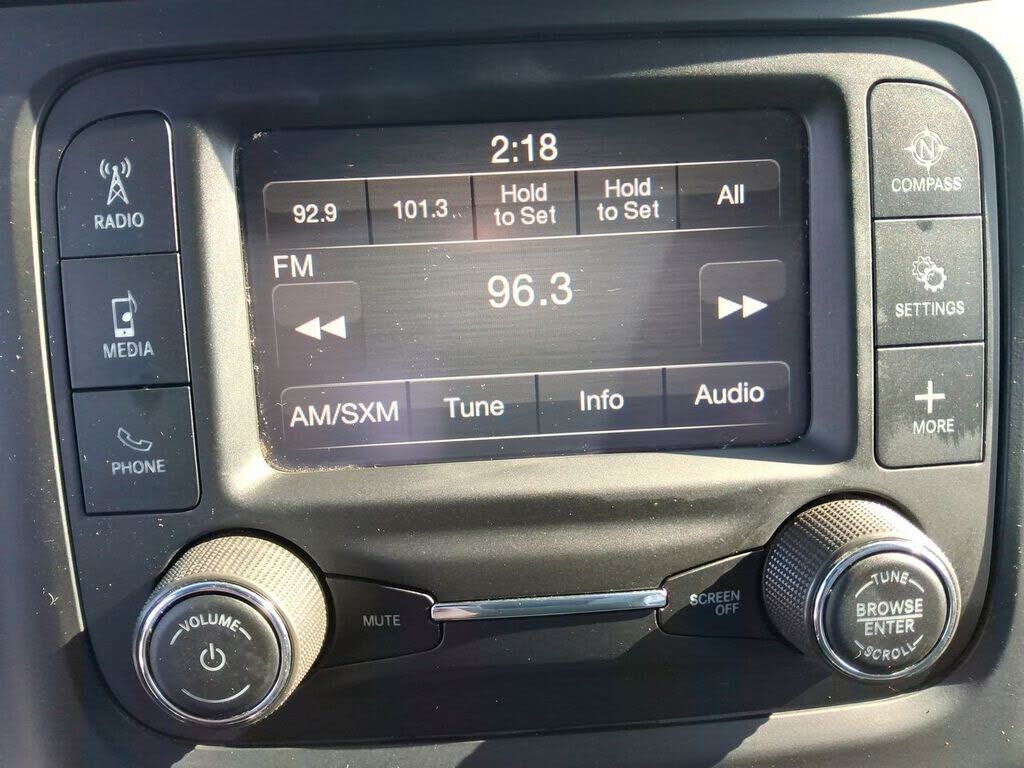 2:18
92.9
101.3
Hold
to Set
Hold
to Set
All
FM
96.3
AM/SXM
Tune
Info
Audio
RADIO
MEDIA
PHONE
N
COMPASS
SETTINGS
MORE
VOLUME
MUTE
SCREEN
OFF
TUNE
BROWSE
ENTER
SCROLL